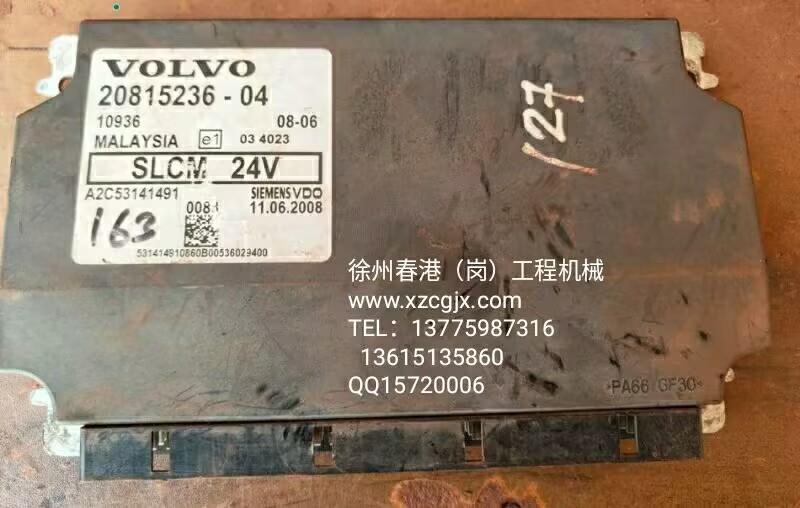 VOLVO
20815236 - 04
10936 08-06
MALAYSIA e1 03 4023
SLCM 24V
A2C53141491 SIEMENS VDO
008 11.06.2008
163
531414910860B00536029400
127
徐州春港（岗）工程机械
www.xzcgjx.com
TEL：13775987316
13615135860
QQ15720006
>PA66 GF30<